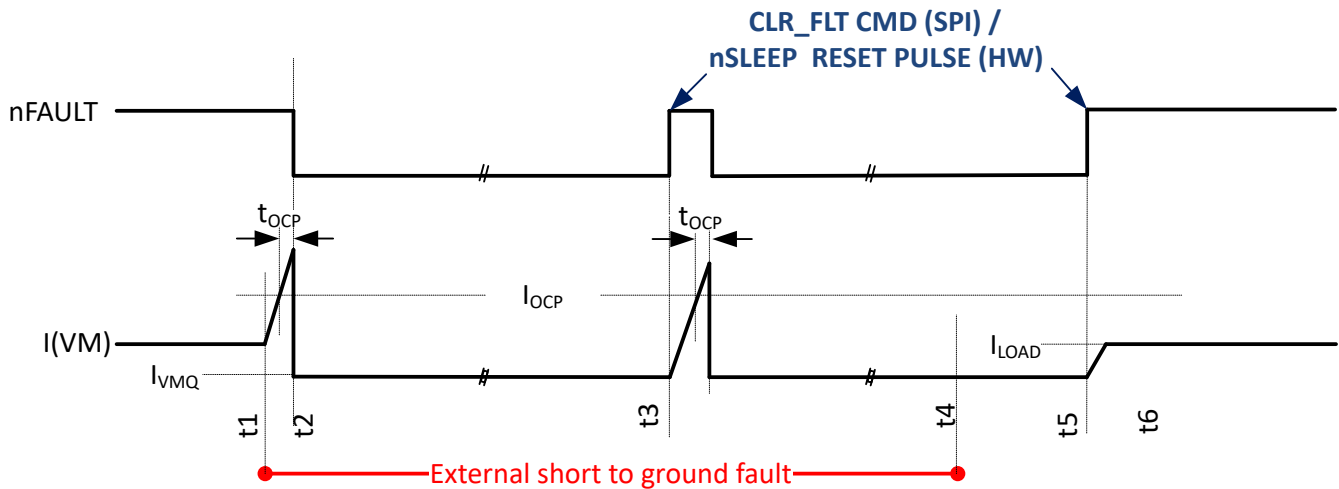 CLR_FLT CMD (SPI) /
nSLEEP RESET PULSE (HW)
nFAULT
tOCP
tOCP
IOCP
I(VM)
ILOAD
IVMQ
t1
t2
t3
t4
t5
t6
External short to ground fault